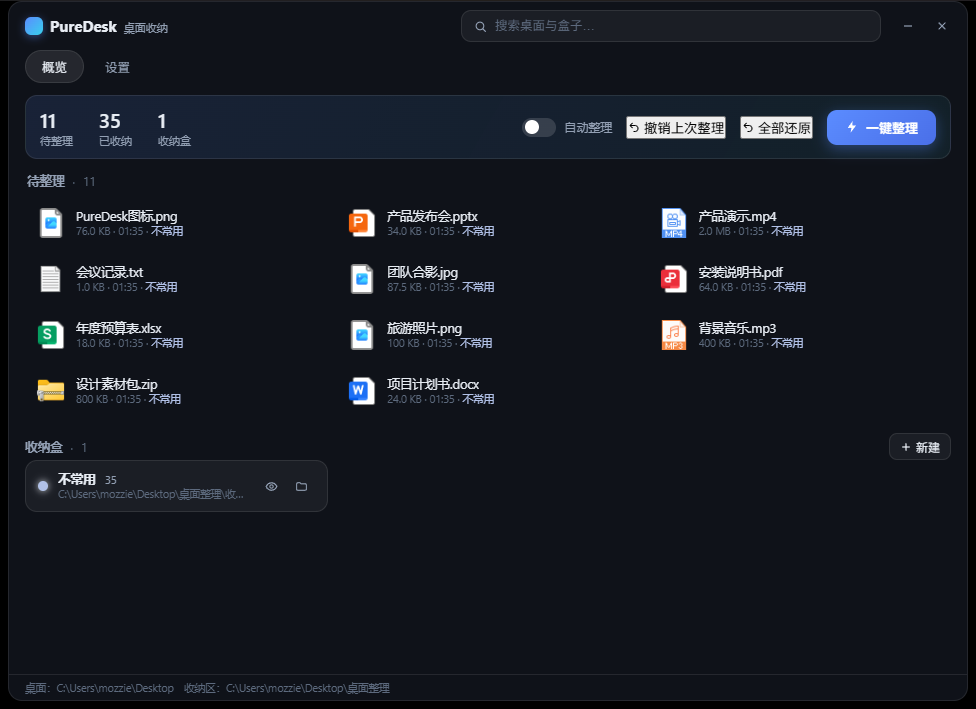 PureDesk 桌面收纳
搜索桌面与盒子...
概览 设置
11 35 1
待整理 已收纳 收纳盒
自动整理 撤销上次整理 全部还原 一键整理
待整理 · 11
PureDesk图标.png
76.0 KB · 01:35 · 不常用
产品发布会.pptx
34.0 KB · 01:35 · 不常用
产品演示.mp4
2.0 MB · 01:35 · 不常用
会议记录.txt
1.0 KB · 01:35 · 不常用
团队合影.jpg
87.5 KB · 01:35 · 不常用
安装说明书.pdf
64.0 KB · 01:35 · 不常用
年度预算表.xlsx
18.0 KB · 01:35 · 不常用
旅游照片.png
100 KB · 01:35 · 不常用
背景音乐.mp3
400 KB · 01:35 · 不常用
设计素材包.zip
800 KB · 01:35 · 不常用
项目计划书.docx
24.0 KB · 01:35 · 不常用
P
MP4
S
MP3
W
收纳盒 · 1
+ 新建
不常用 35
C:\Users\mozzie\Desktop\桌面整理\收...
桌面: C:\Users\mozzie\Desktop 收纳区: C:\Users\mozzie\Desktop\桌面整理